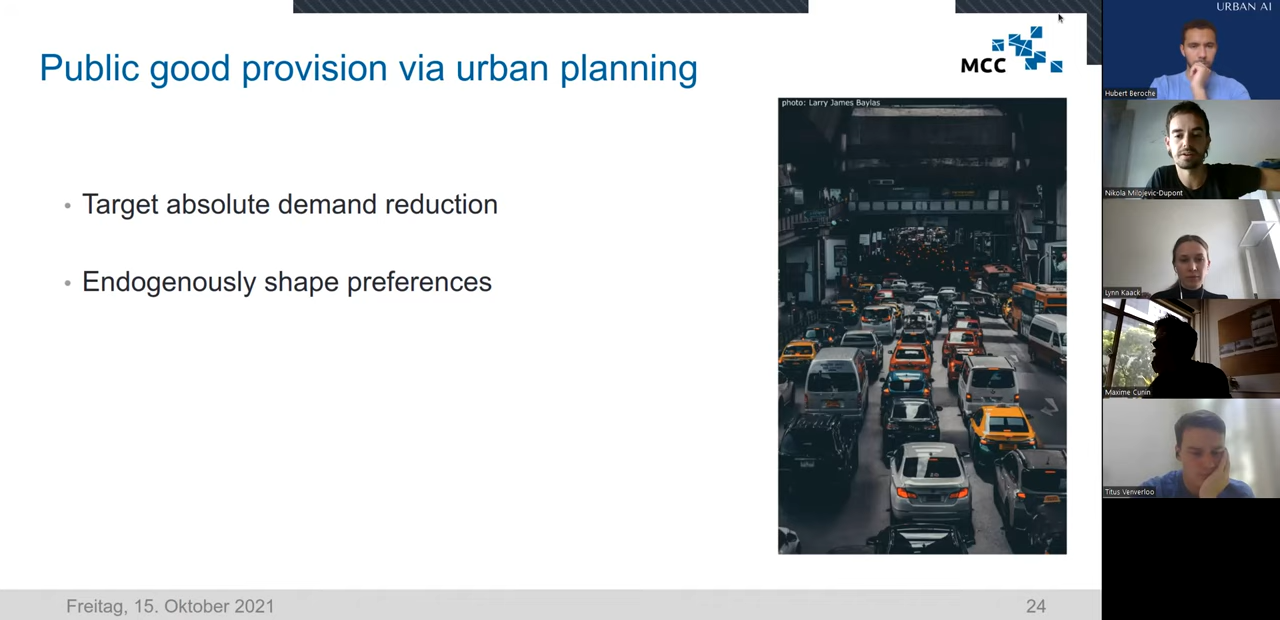 Public good provision via urban planning
MCC
photo: Larry James Baylas
• Target absolute demand reduction
• Endogenously shape preferences
Freitag, 15. Oktober 2021
24
URBAN AI
Hubert Beroche
Nikola Milojevic-Dupont
Lynn Kaack
Maxime Cunin
Titus Venverloo